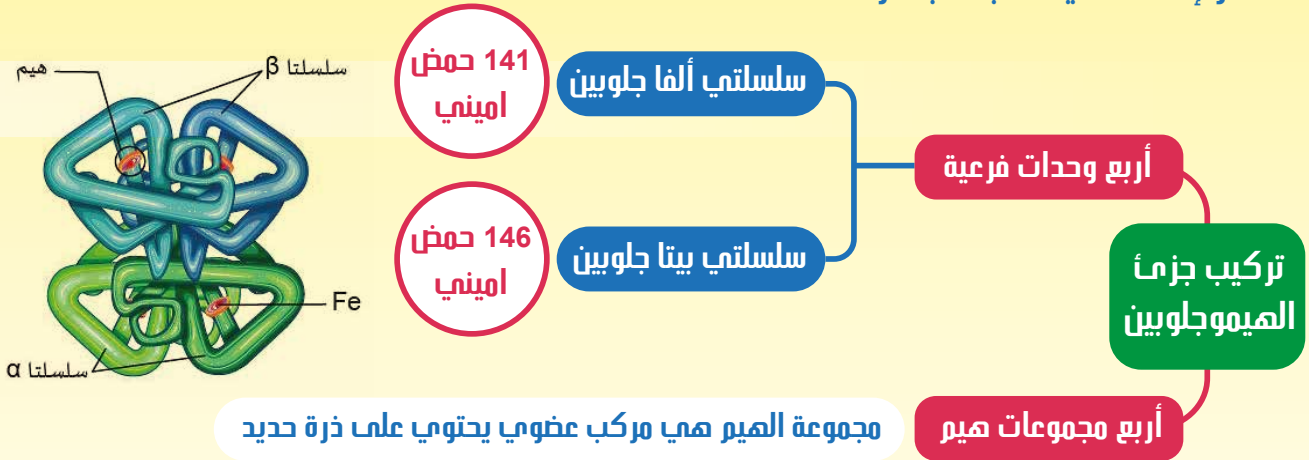 تركيب جزئ
الهيموجلوبين
أربع وحدات فرعية
سلسلتي ألفا جلوبين
141 حمض
اميني
سلسلتي بيتا جلوبين
146 حمض
اميني
أربع مجموعات هيم
مجموعة الهيم هي مركب عضوي يحتوي على ذرة حديد
سلسلتا β
هيم
Fe
سلسلتا α